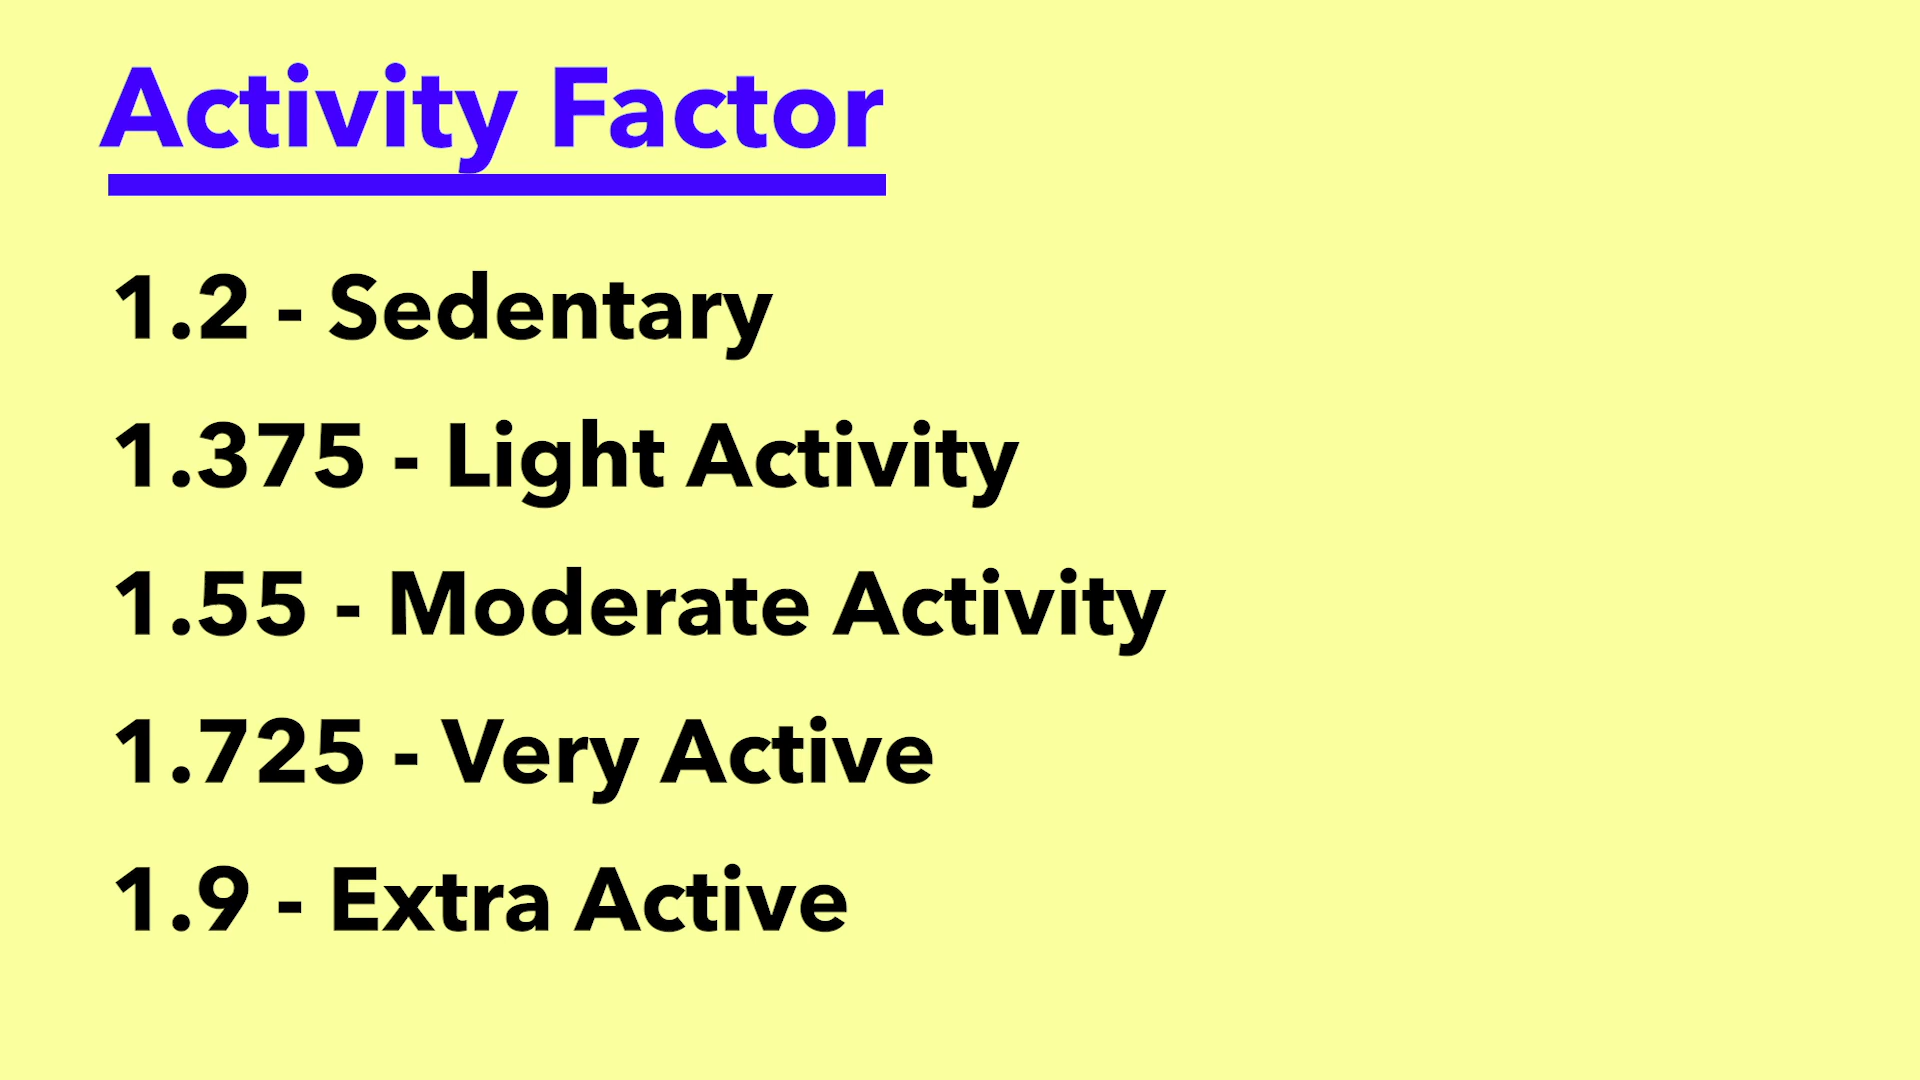 Activity Factor
1.2 - Sedentary
1.375 - Light Activity
1.55 - Moderate Activity
1.725 - Very Active
1.9 - Extra Active